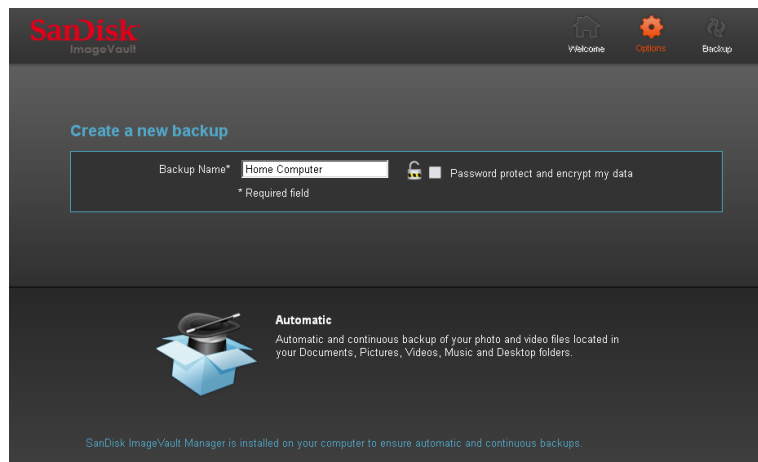 SanDisk
ImageVault
Welcome
Options
Backup
Create a new backup
Backup Name* Home Computer Password protect and encrypt my data
* Required field
Automatic
Automatic and continuous backup of your photo and video files located in
your Documents, Pictures, Videos, Music and Desktop folders.
SanDisk ImageVault Manager is installed on your computer to ensure automatic and continuous backups.